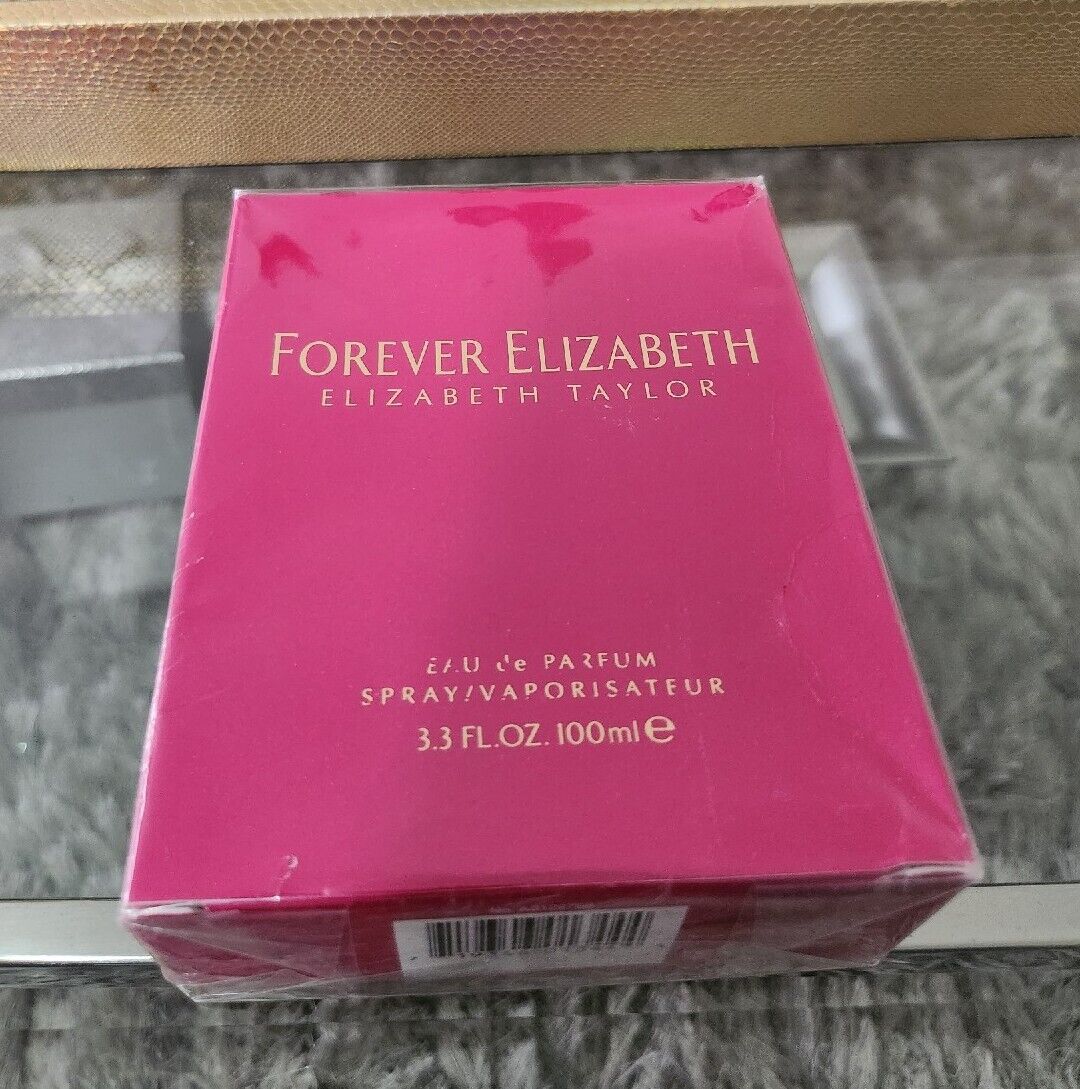 FOREVER ELIZABETH
ELIZABETH TAYLOR
EAU de PARFUM
SPRAY/VAPORISATEUR
3.3 FL.OZ. 100ml e